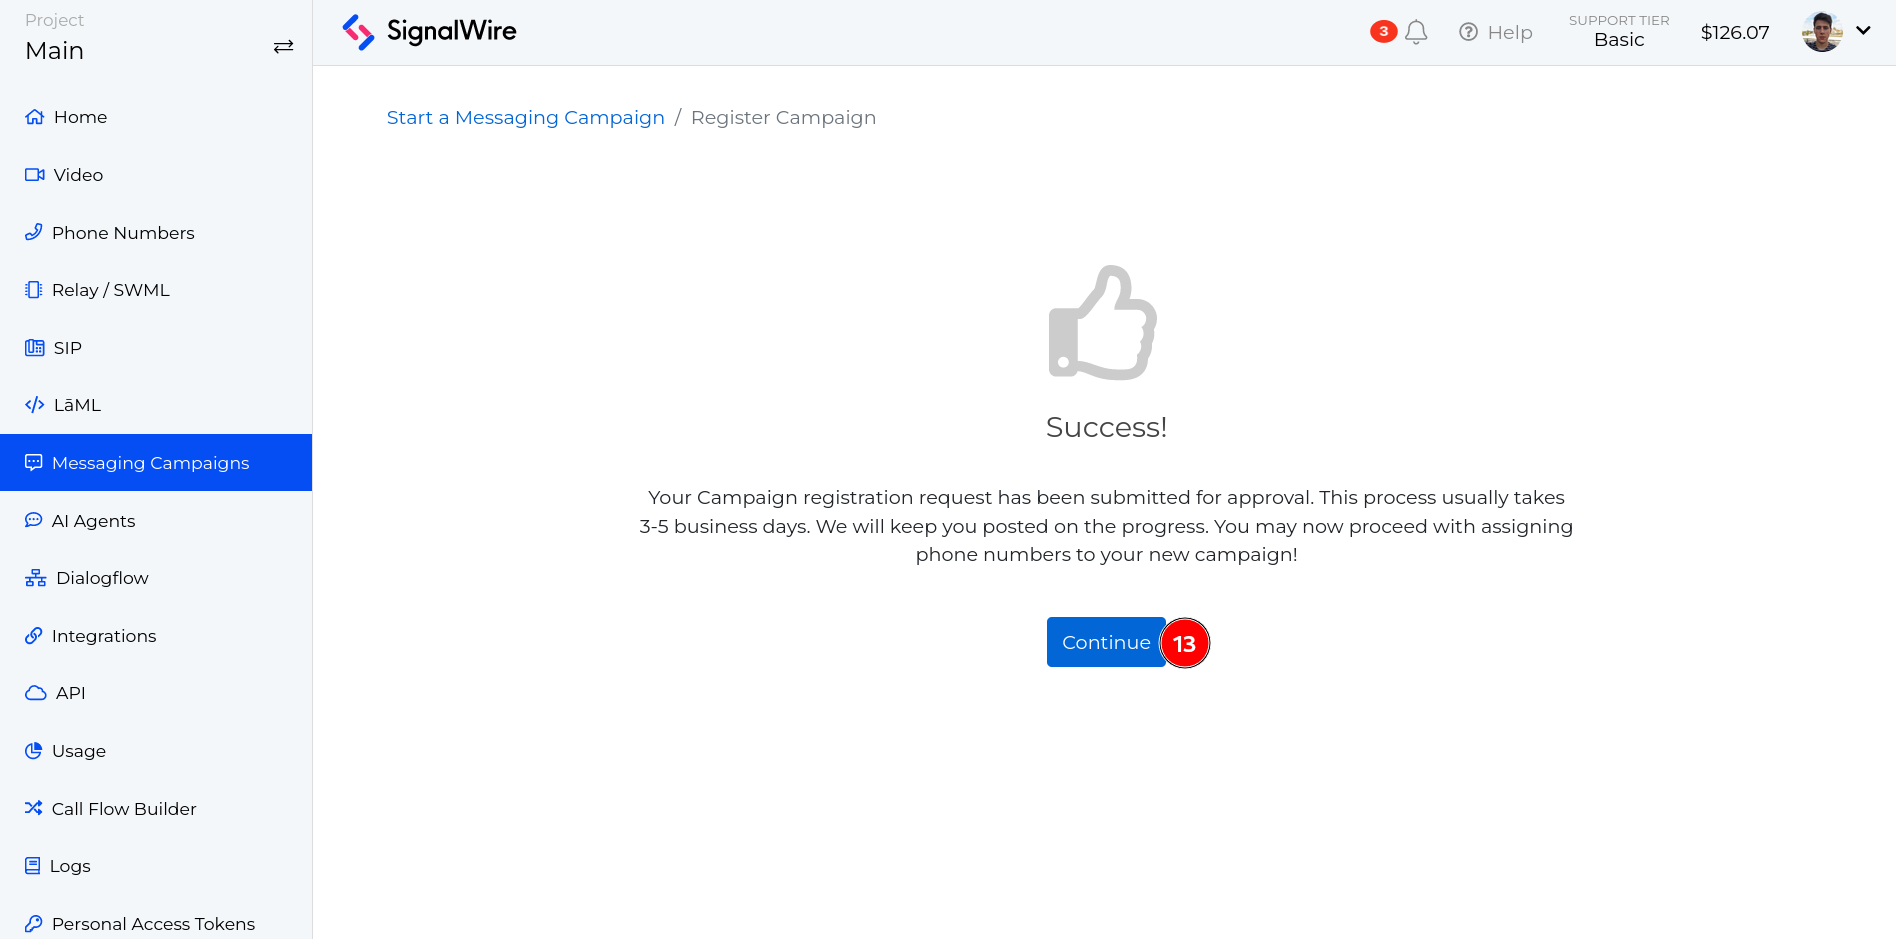 Project
Main
Home
Video
Phone Numbers
Relay / SWML
SIP
LāML
Messaging Campaigns
AI Agents
Dialogflow
Integrations
API
Usage
Call Flow Builder
Logs
Personal Access Tokens
SignalWire
3
Help
SUPPORT TIER
Basic
$126.07
Start a Messaging Campaign / Register Campaign
Success!
Your Campaign registration request has been submitted for approval. This process usually takes
3-5 business days. We will keep you posted on the progress. You may now proceed with assigning
phone numbers to your new campaign!
Continue
13